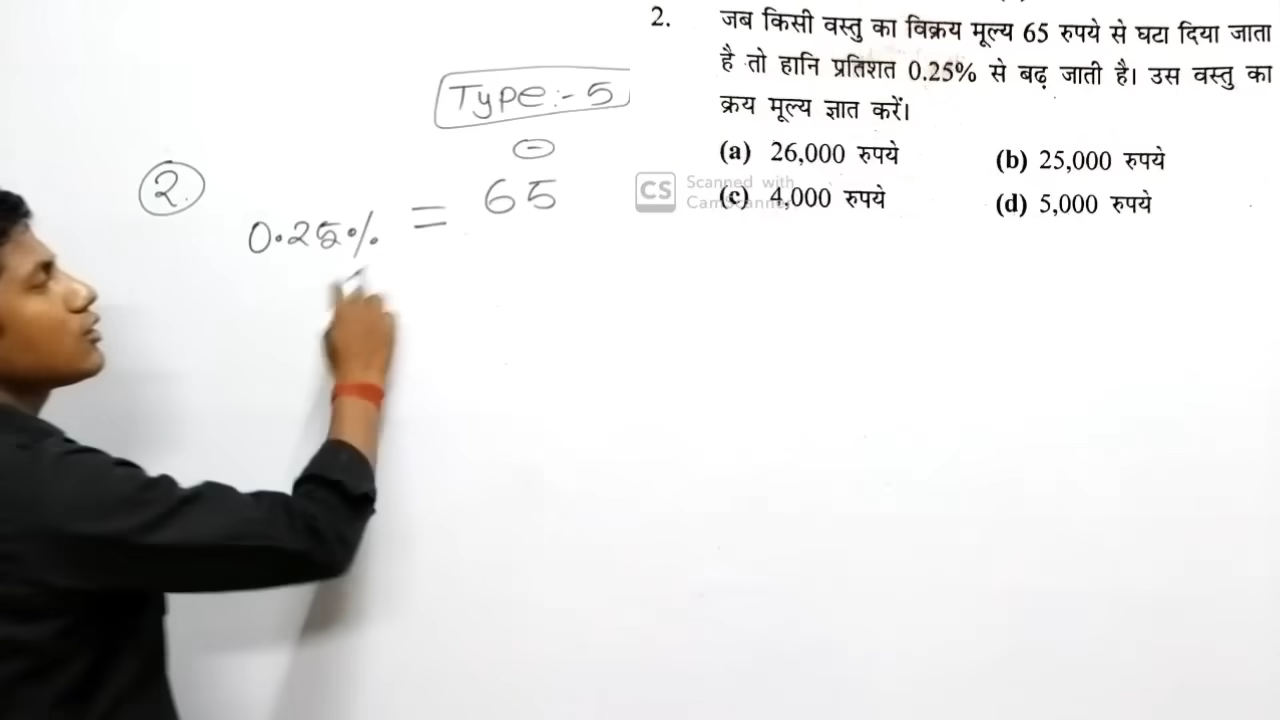 2. जब किसी वस्तु का विक्रय मूल्य 65 रुपये से घटा दिया जाता
है तो हानि प्रतिशत 0.25% से बढ़ जाती है। उस वस्तु का
क्रय मूल्य ज्ञात करें।
(a) 26,000 रुपये (b) 25,000 रुपये
(c) 4,000 रुपये (d) 5,000 रुपये
CS Scanned with
CamScanner
Type:- 5
2.
-
0.25% = 65